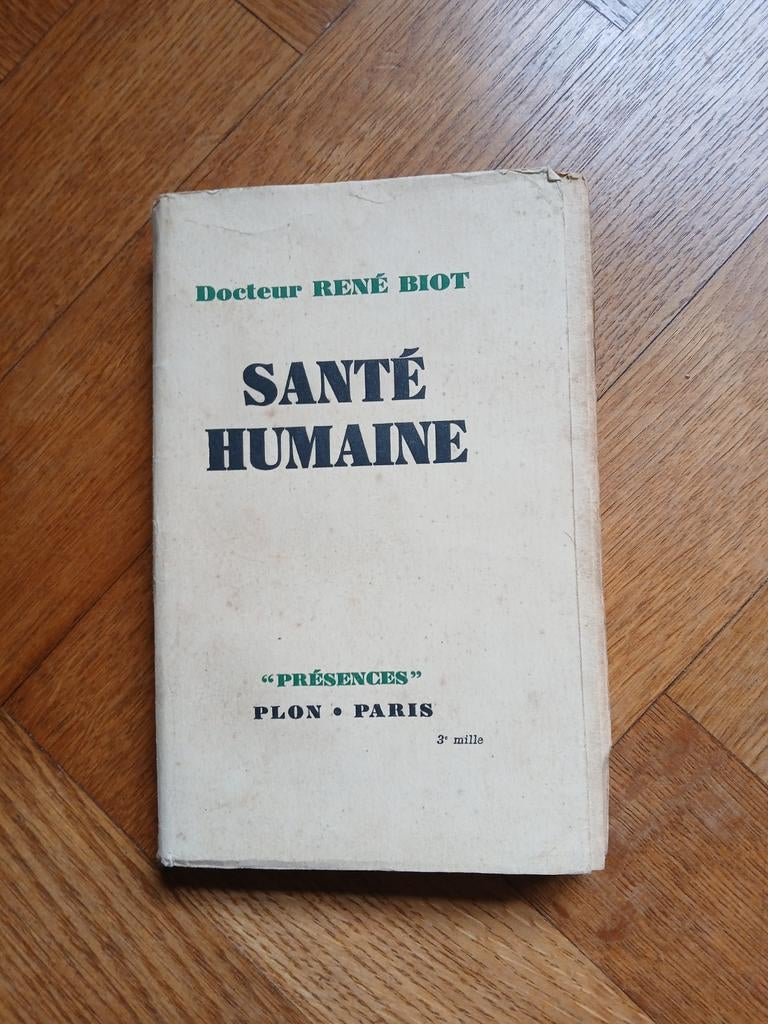 Docteur RENÉ BIOT
SANTÉ
HUMAINE
“PRÉSENCES”
PLON • PARIS
3e mille